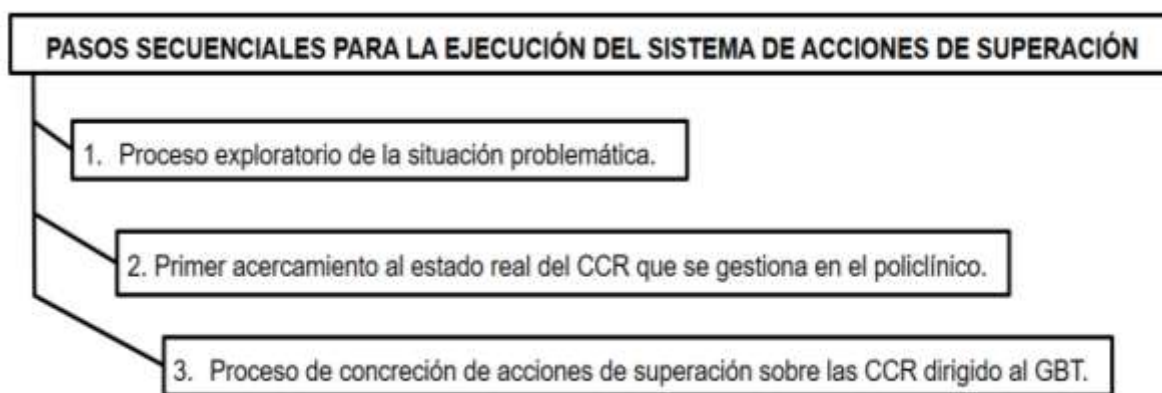 PASOS SECUENCIALES PARA LA EJECUCIÓN DEL SISTEMA DE ACCIONES DE SUPERACIÓN
1. Proceso exploratorio de la situación problemática.
2. Primer acercamiento al estado real del CCR que se gestiona en el policlínico.
3. Proceso de concreción de acciones de superación sobre las CCR dirigido al GBT.